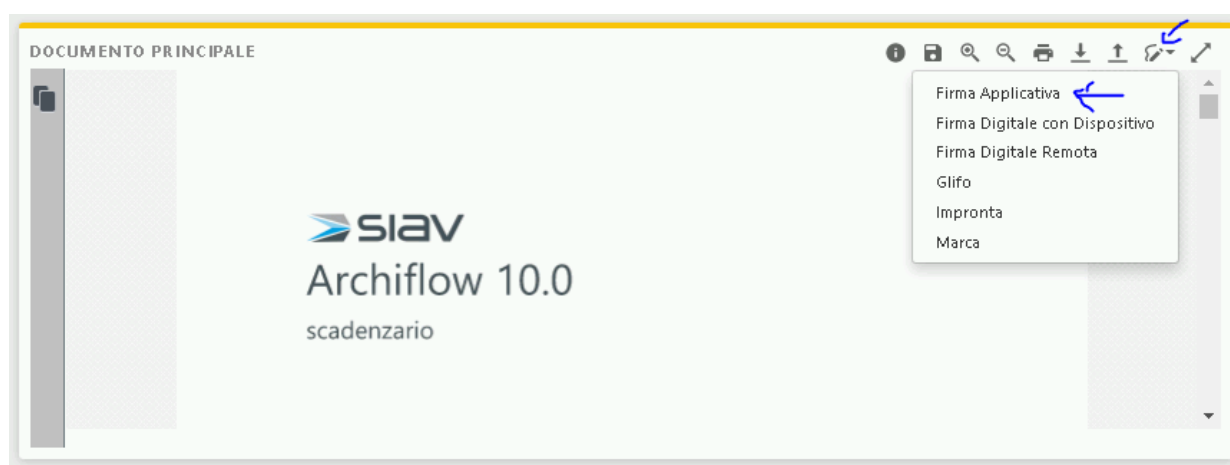 DOCUMENTO PRINCIPALE
Firma Applicativa
Firma Digitale con Dispositivo
Firma Digitale Remota
Glifo
Impronta
Marca
SIAV
Archiflow 10.0
scadenzario